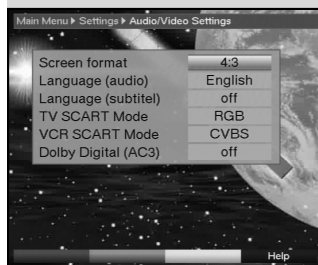 Main Menu ▸ Settings ▸ Audio/Video Settings
Screen format 4:3
Language (audio) English
Language (subtitel) off
TV SCART Mode RGB
VCR SCART Mode CVBS
Dolby Digital (AC3) off
Help